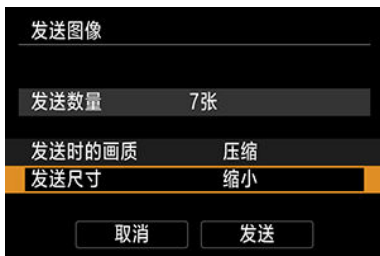 发送图像
发送数量 7张
发送时的画质 压缩
发送尺寸 缩小
取消 发送